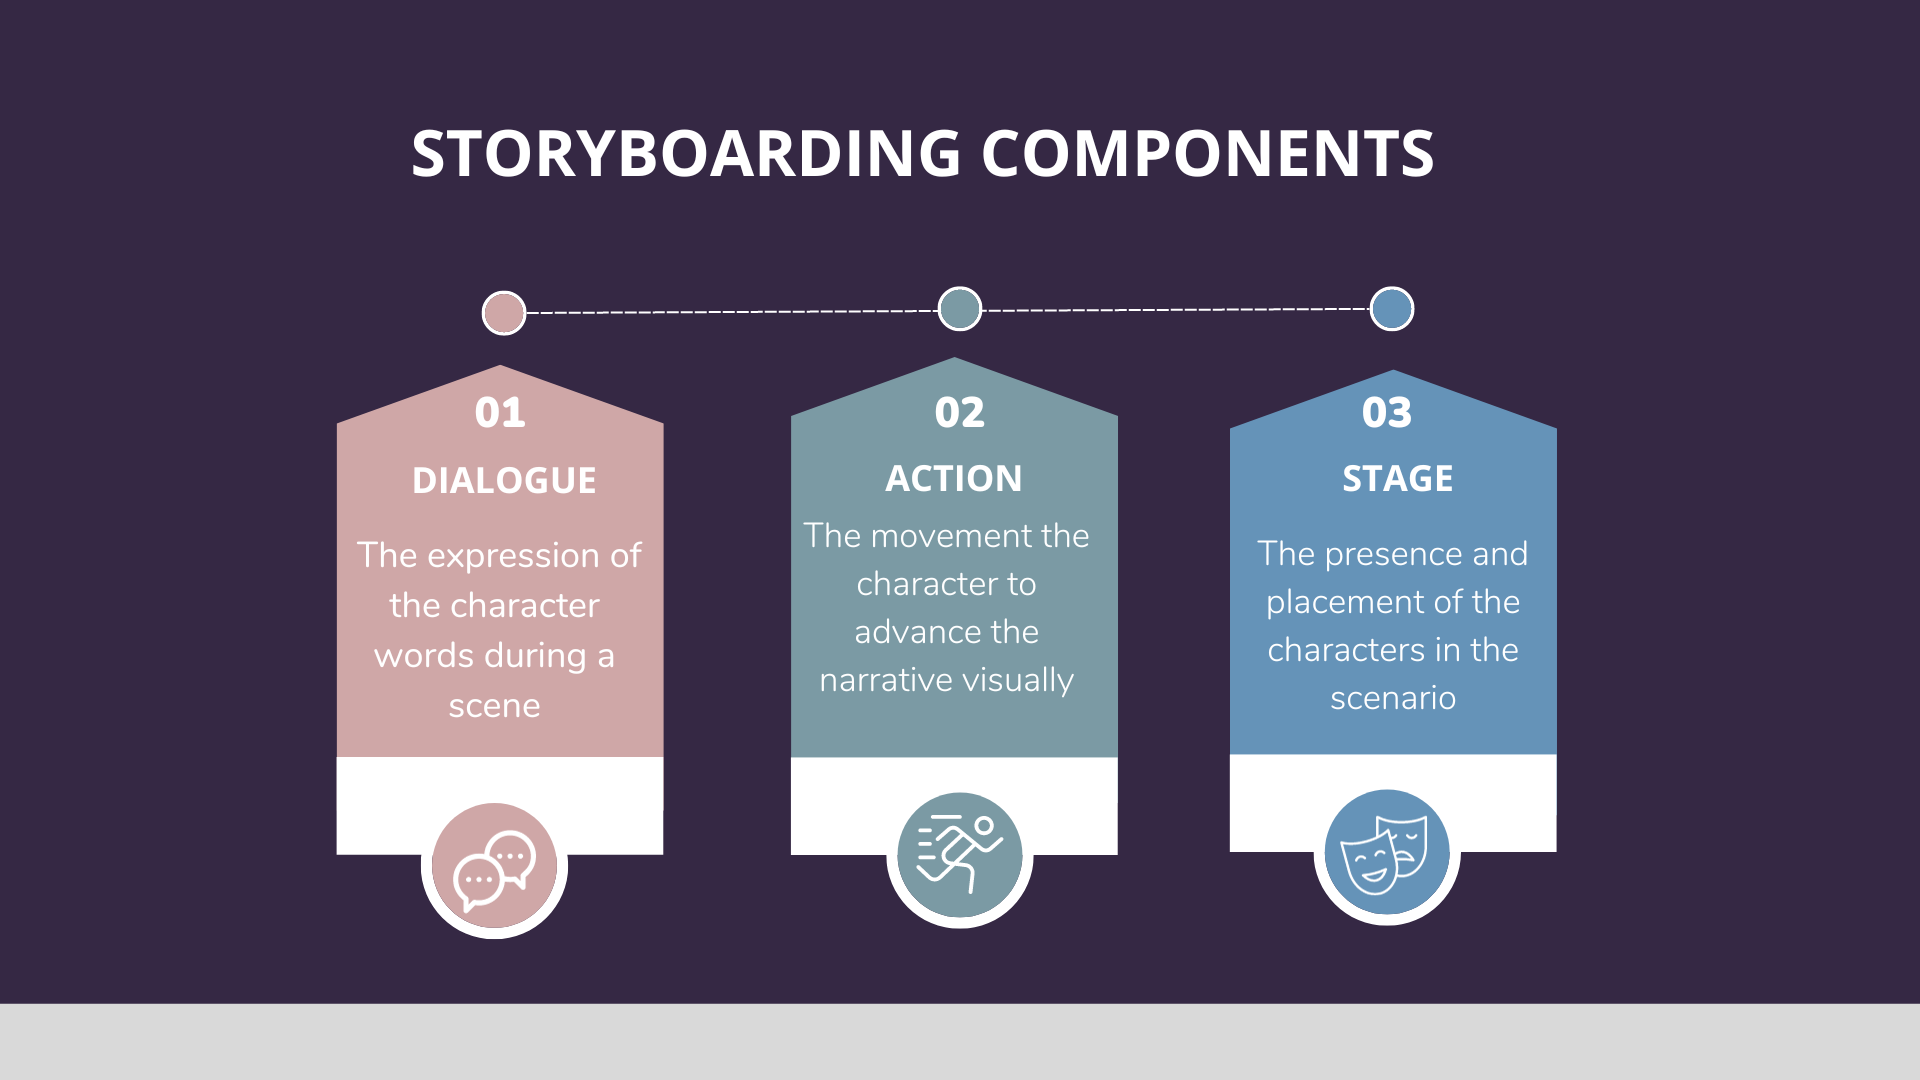 STORYBOARDING COMPONENTS
01
DIALOGUE
The expression of
the character
words during a
scene
02
ACTION
The movement the
character to
advance the
narrative visually
03
STAGE
The presence and
placement of the
characters in the
scenario